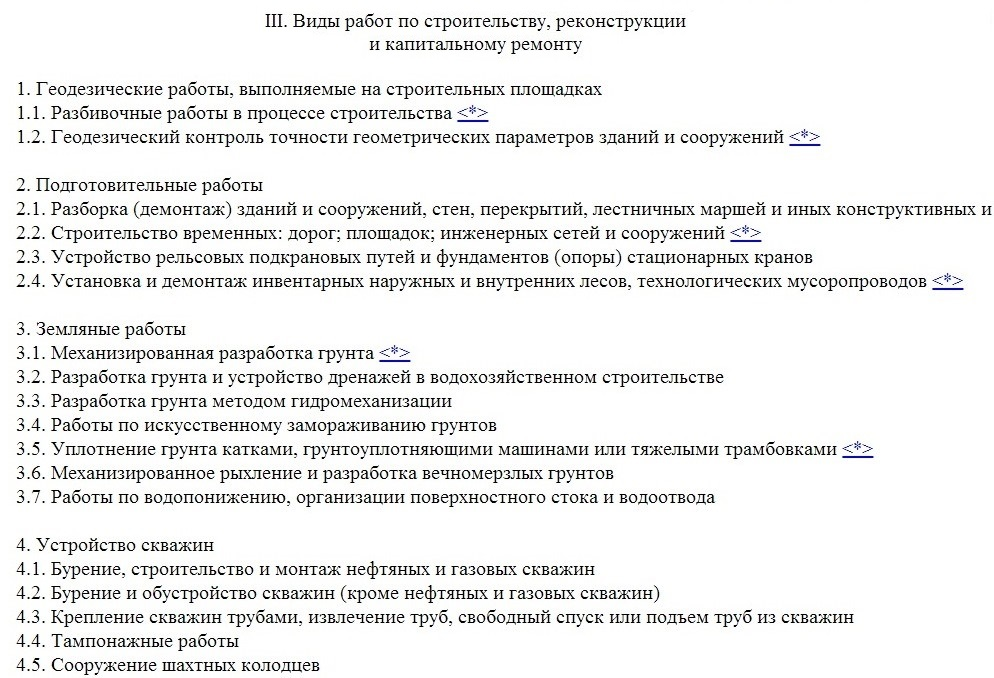 III. Виды работ по строительству, реконструкции
и капитальному ремонту
1. Геодезические работы, выполняемые на строительных площадках
1.1. Разбивочные работы в процессе строительства <*>
1.2. Геодезический контроль точности геометрических параметров зданий и сооружений <*>
2. Подготовительные работы
2.1. Разборка (демонтаж) зданий и сооружений, стен, перекрытий, лестничных маршей и иных конструктивных и
2.2. Строительство временных: дорог; площадок; инженерных сетей и сооружений <*>
2.3. Устройство рельсовых подкрановых путей и фундаментов (опоры) стационарных кранов
2.4. Установка и демонтаж инвентарных наружных и внутренних лесов, технологических мусоропроводов <*>
3. Земляные работы
3.1. Механизированная разработка грунта <*>
3.2. Разработка грунта и устройство дренажей в водохозяйственном строительстве
3.3. Разработка грунта методом гидромеханизации
3.4. Работы по искусственному замораживанию грунтов
3.5. Уплотнение грунта катками, грунтоуплотняющими машинами или тяжелыми трамбовками <*>
3.6. Механизированное рыхление и разработка вечномерзлых грунтов
3.7. Работы по водопонижению, организации поверхностного стока и водоотвода
4. Устройство скважин
4.1. Бурение, строительство и монтаж нефтяных и газовых скважин
4.2. Бурение и обустройство скважин (кроме нефтяных и газовых скважин)
4.3. Крепление скважин трубами, извлечение труб, свободный спуск или подъем труб из скважин
4.4. Тампонажные работы
4.5. Сооружение шахтных колодцев